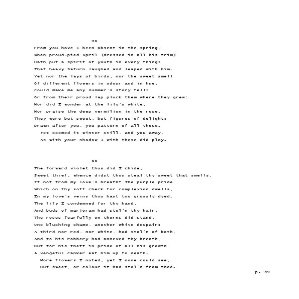 98
From you have I been absent in the spring,
When proud-pied April (dressed in all his trim)
Hath put a spirit of youth in every thing:
That heavy Saturn laughed and leaped with him.
Yet nor the lays of birds, nor the sweet smell
Of different flowers in odour and in hue,
Could make me any summer's story tell:
Or from their proud lap pluck them where they grew:
Nor did I wonder at the lily's white,
Nor praise the deep vermilion in the rose,
They were but sweet, but figures of delight:
Drawn after you, you pattern of all those.
Yet seemed it winter still, and you away,
As with your shadow I with these did play.
99
The forward violet thus did I chide,
Sweet thief, whence didst thou steal thy sweet that smells,
If not from my love's breath? The purple pride
Which on thy soft cheek for complexion dwells,
In my love's veins thou hast too grossly dyed.
The lily I condemned for thy hand,
And buds of marjoram had stol'n thy hair,
The roses fearfully on thorns did stand,
One blushing shame, another white despair:
A third nor red, nor white, had stol'n of both,
And to his robbery had annexed thy breath,
But for his theft in pride of all his growth
A vengeful canker eat him up to death.
More flowers I noted, yet I none could see,
But sweet, or colour it had stol'n from thee.